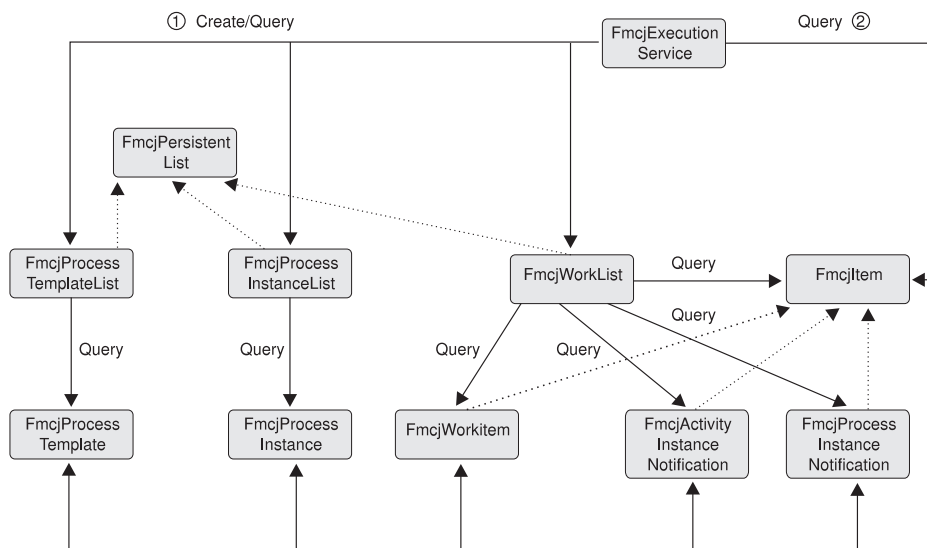 ① Create/Query
FmcjExecution
Service
Query ②
FmcjPersistent
List
FmcjProcess
TemplateList
FmcjProcess
InstanceList
FmcjWorkList
Query
FmcjItem
Query
Query
Query
Query
Query
FmcjProcess
Template
FmcjProcess
Instance
FmcjWorkitem
FmcjActivity
Instance
Notification
FmcjProcess
Instance
Notification